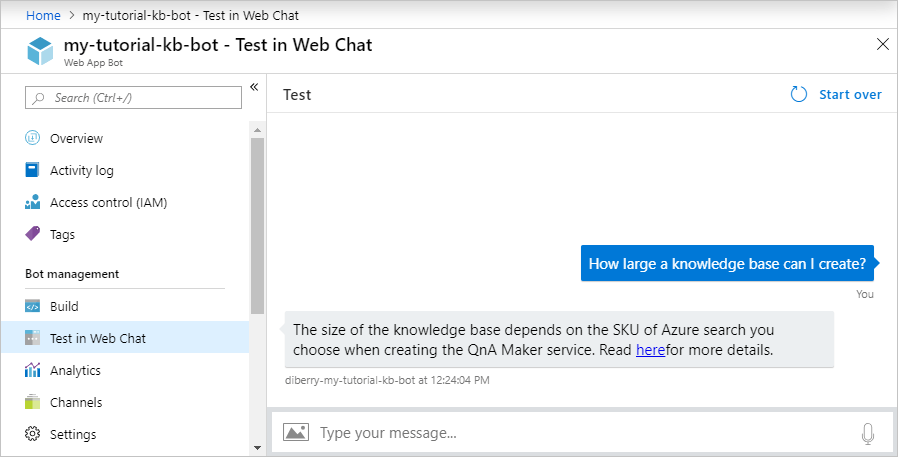 Home > my-tutorial-kb-bot - Test in Web Chat
my-tutorial-kb-bot - Test in Web Chat
Web App Bot
Search (Ctrl+/)
«
Overview
Activity log
Access control (IAM)
Tags
Bot management
Build
Test in Web Chat
Analytics
Channels
Settings
Test
Start over
How large a knowledge base can I create?
You
The size of the knowledge base depends on the SKU of Azure search you
choose when creating the QnA Maker service. Read herefor more details.
diberry-my-tutorial-kb-bot at 12:24:04 PM
Type your message...